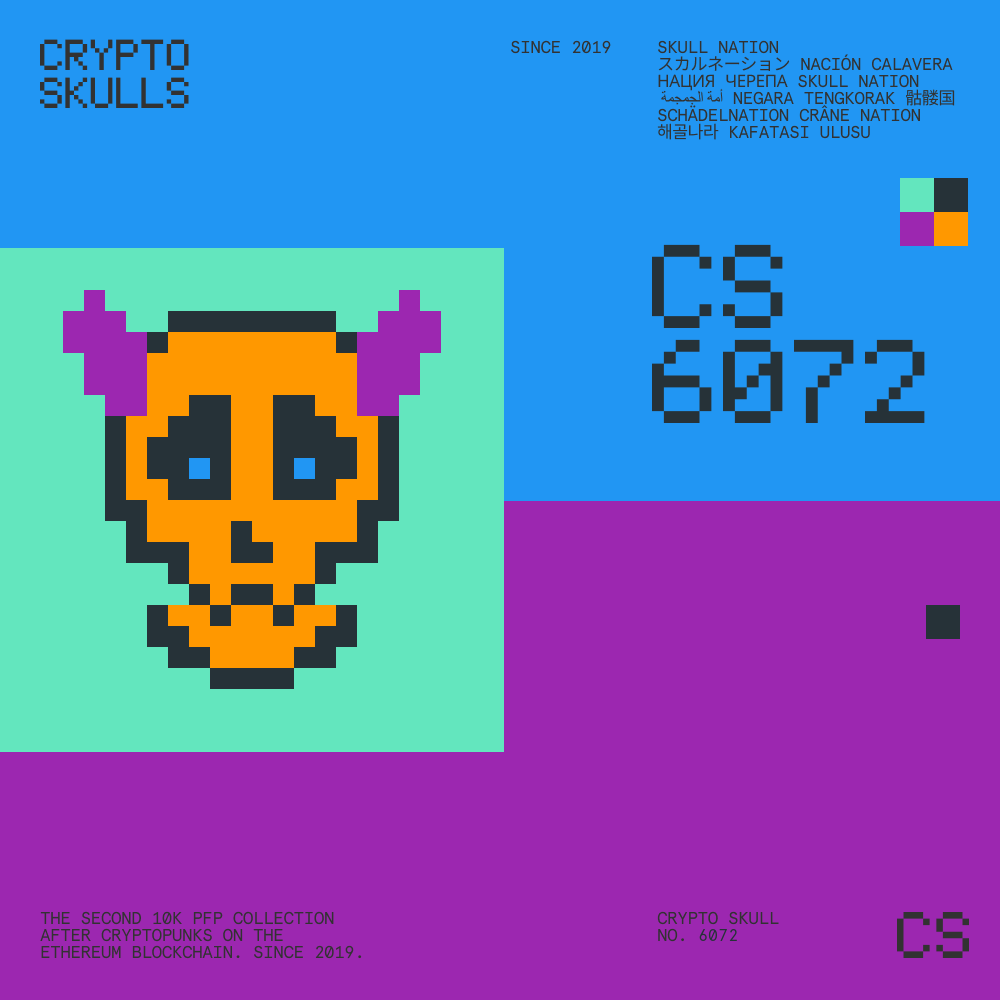 CRYPTO
SKULLS
SINCE 2019
SKULL NATION
スカルネーション NACIÓN CALAVERA
НАЦИЯ ЧЕРЕПА SKULL NATION
أمة الجمجمة NEGARA TENGKORAK 骷髅国
SCHÄDELNATION CRÂNE NATION
해골나라 KAFATASI ULUSU
CS
6072
THE SECOND 10K PFP COLLECTION
AFTER CRYPTOPUNKS ON THE
ETHEREUM BLOCKCHAIN. SINCE 2019.
CRYPTO SKULL
NO. 6072
CS